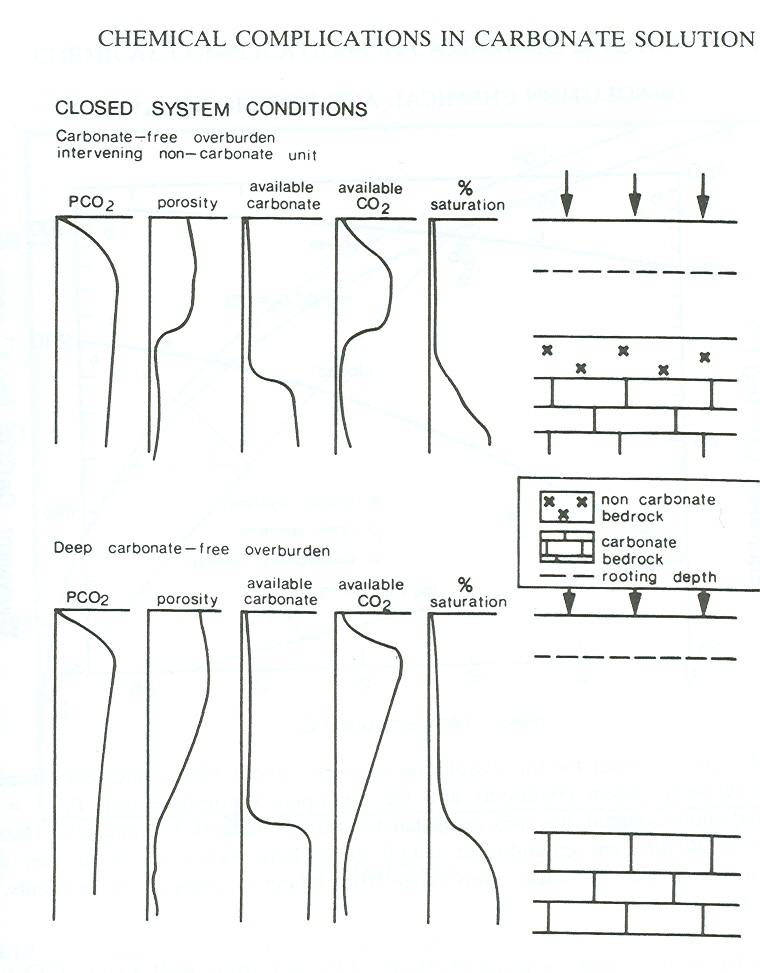 CHEMICAL COMPLICATIONS IN CARBONATE SOLUTION
CLOSED SYSTEM CONDITIONS
Carbonate-free overburden
intervening non-carbonate unit
PCO2
porosity
available
carbonate
available
CO2
%
saturation
non carbonate
bedrock
carbonate
bedrock
rooting depth
Deep carbonate-free overburden
PCO2
porosity
available
carbonate
available
CO2
%
saturation